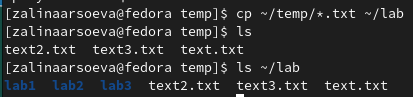 [zalinaarsoeva@fedora temp]$ cp ~/temp/*.txt ~/lab
[zalinaarsoeva@fedora temp]$ ls
text2.txt  text3.txt  text.txt
[zalinaarsoeva@fedora temp]$ ls ~/lab
lab1  lab2  lab3  text2.txt  text3.txt  text.txt